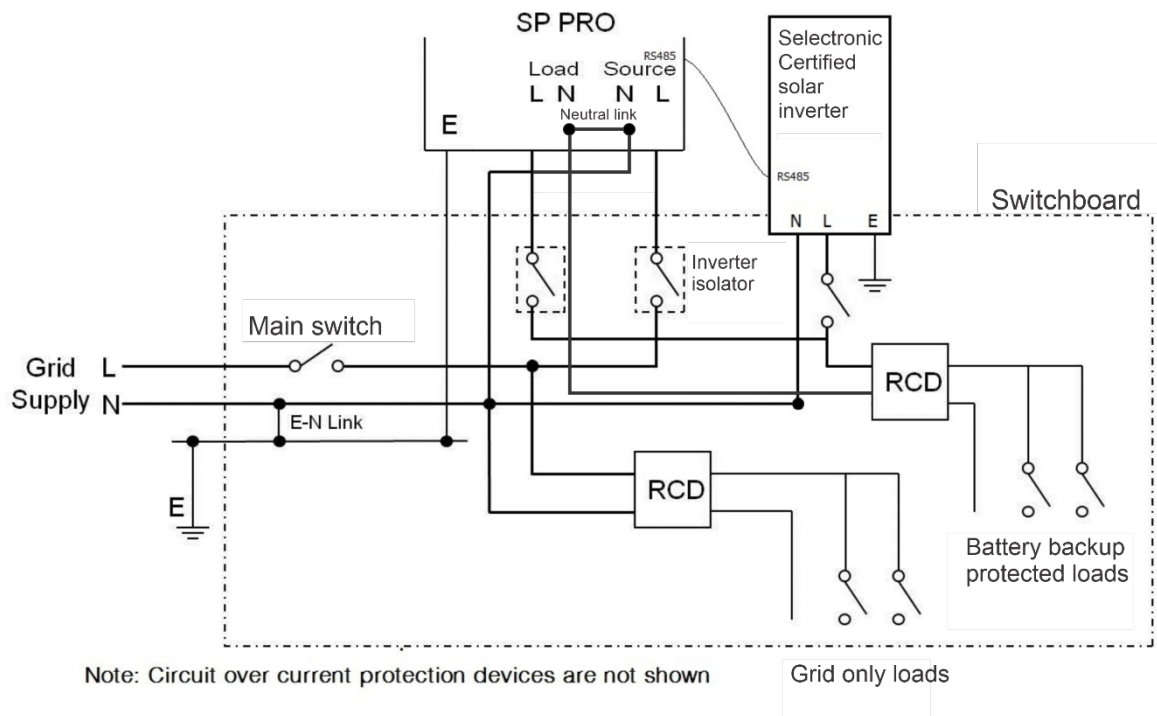 SP PRO
RS485
Load Source
L N N L
Neutral link
E
Selectronic
Certified
solar
inverter
RS485
N L E
Switchboard
Inverter
isolator
Main switch
Grid L
Supply N
E-N Link
E
RCD
RCD
Battery backup
protected loads
Note: Circuit over current protection devices are not shown
Grid only loads